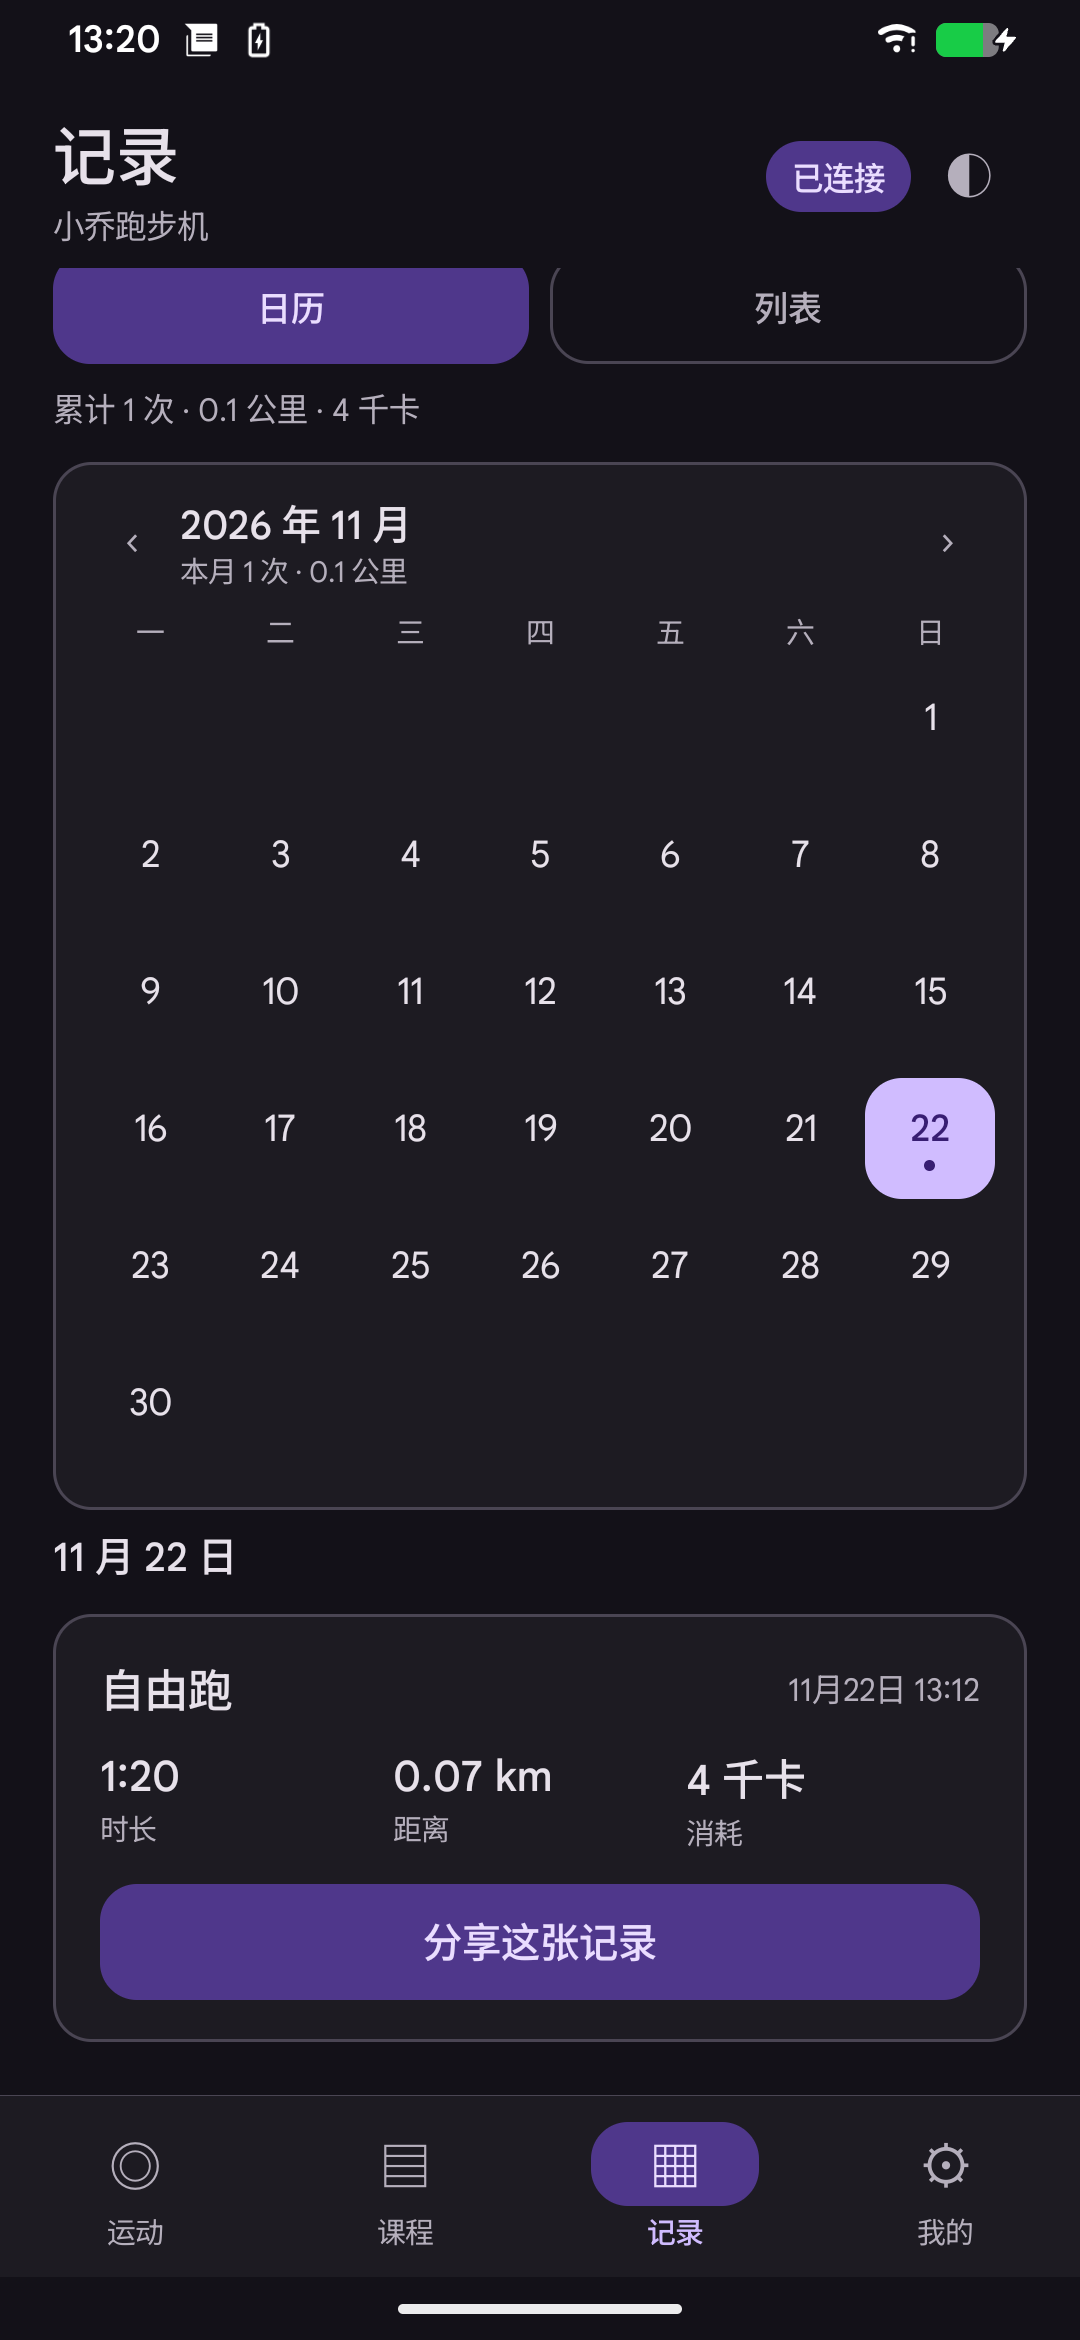 13:20
记录
小乔跑步机
已连接
日历
列表
累计 1 次 · 0.1 公里 · 4 千卡
2026 年 11 月
本月 1 次 · 0.1 公里
一 二 三 四 五 六 日
1
2 3 4 5 6 7 8
9 10 11 12 13 14 15
16 17 18 19 20 21 22
23 24 25 26 27 28 29
30
11 月 22 日
自由跑
11月22日 13:12
1:20
时长
0.07 km
距离
4 千卡
消耗
分享这张记录
运动
课程
记录
我的